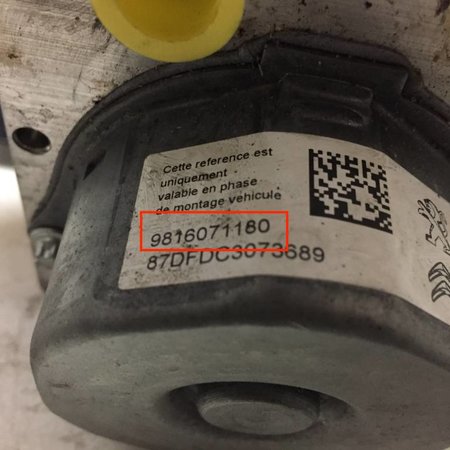 Cette reference est
uniquement
valable en phase
de montage vehicule
9816071180
87DFDC3073689